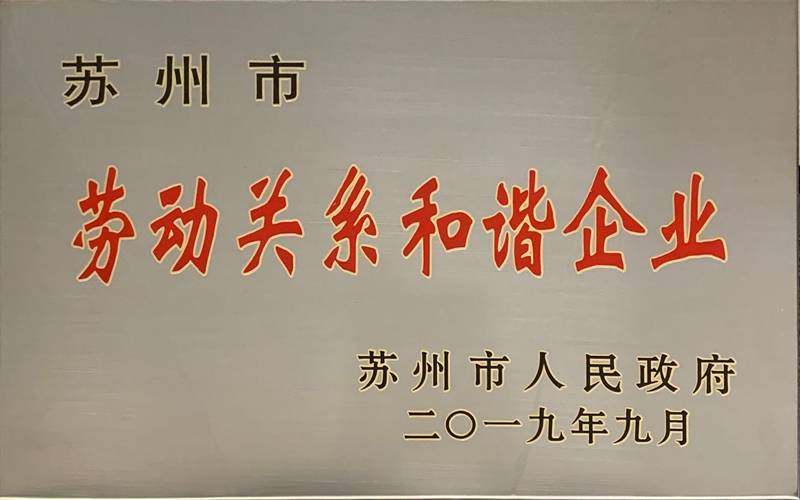 苏州市
劳动关系和谐企业
苏州市人民政府
二〇一九年九月